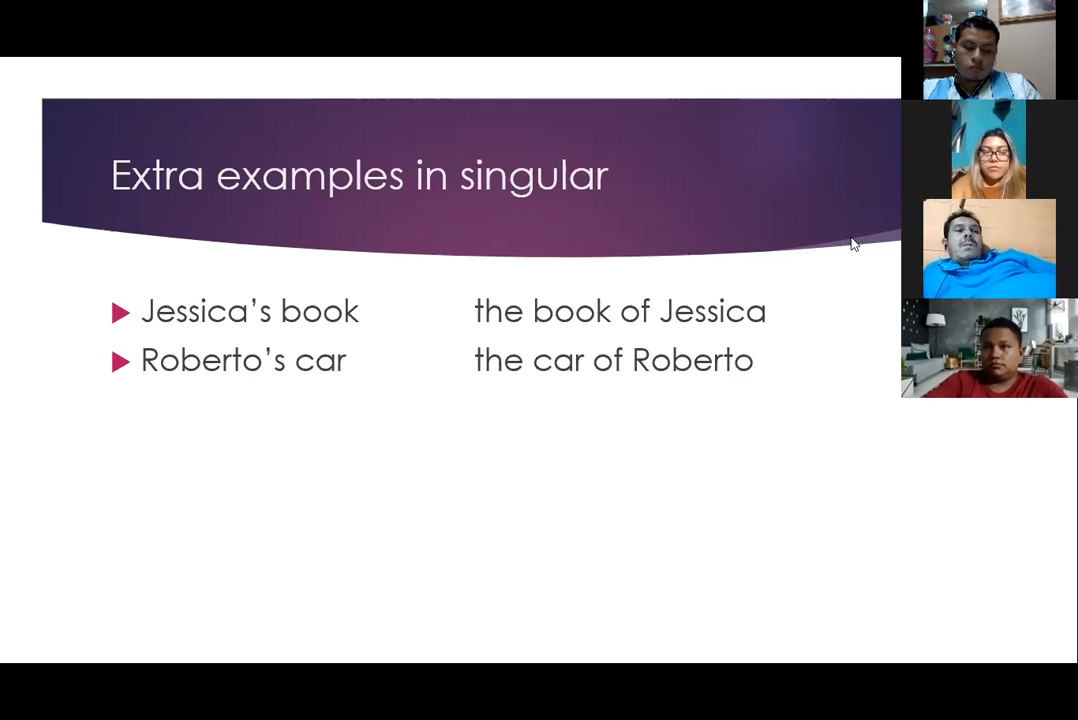 Extra examples in singular
Jessica’s book the book of Jessica
Roberto’s car the car of Roberto